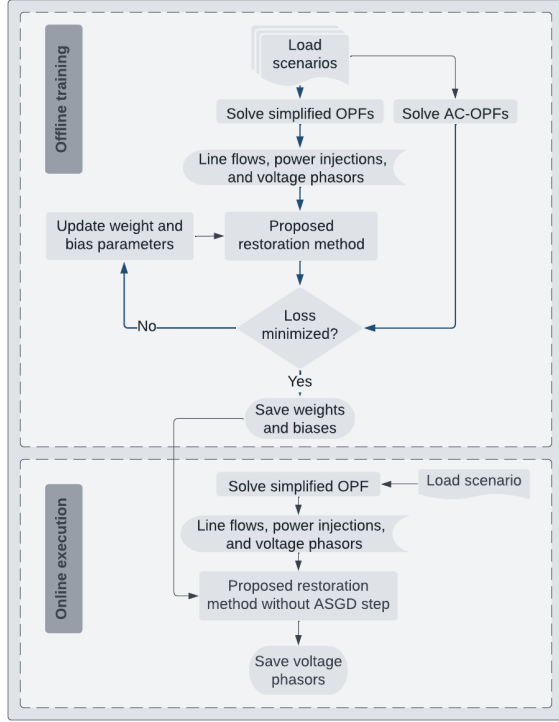 Offline training
Load
scenarios
Solve simplified OPFs
Solve AC-OPFs
Line flows, power injections,
and voltage phasors
Update weight and
bias parameters
Proposed
restoration method
Loss
minimized?
No
Yes
Save weights
and biases
Online execution
Solve simplified OPF
Load scenario
Line flows, power injections,
and voltage phasors
Proposed restoration
method without ASGD step
Save voltage
phasors